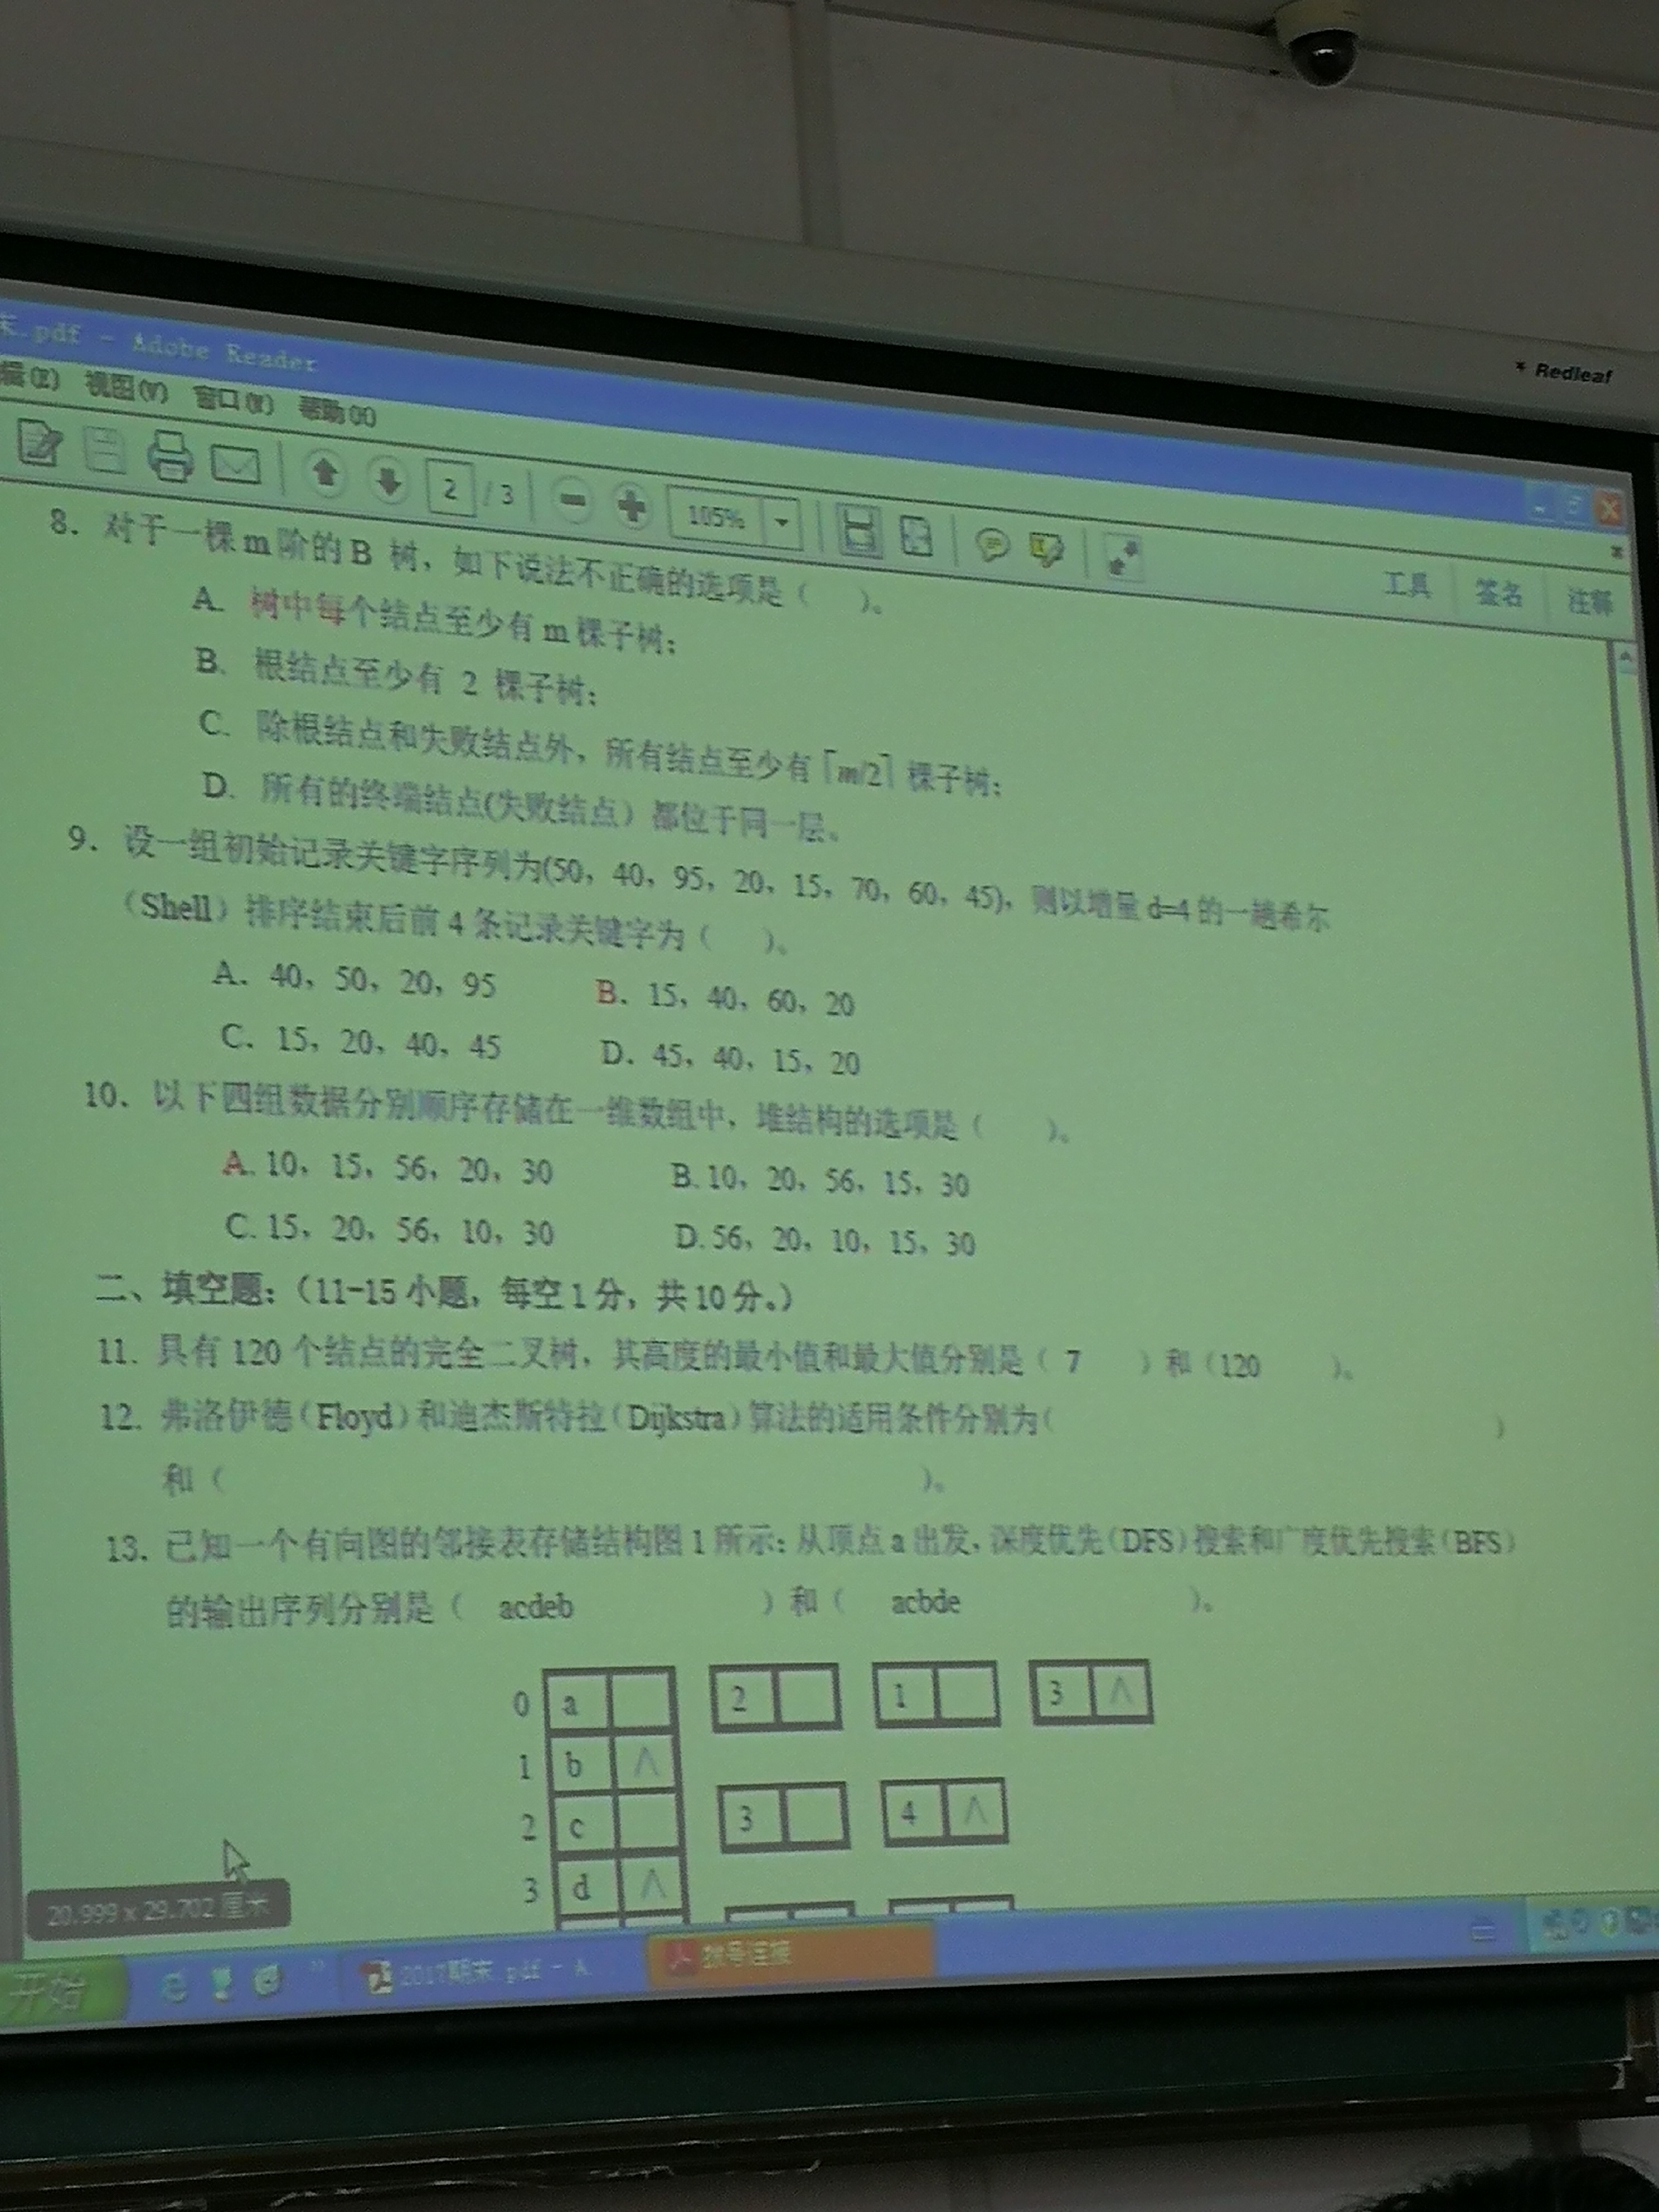 Redleaf
末.pdf - Adobe Reader
辑(E) 视图(V) 窗口(W) 帮助(H)
2 / 3 105%
工具 签名 注释
8. 对于一棵m阶的B 树，如下说法不正确的选项是（ ）。
A. 树中每个结点至少有m棵子树；
B. 根结点至少有 2 棵子树；
C. 除根结点和失败结点外，所有结点至少有⌈m/2⌉棵子树；
D. 所有的终端结点(失败结点）都位于同一层。
9. 设一组初始记录关键字序列为(50，40，95，20，15，70，60，45)，则以增量 d=4 的一趟希尔
（Shell）排序结束后前 4 条记录关键字为（ ）。
A. 40，50，20，95 B. 15，40，60，20
C. 15，20，40，45 D. 45，40，15，20
10. 以下四组数据分别顺序存储在一维数组中，堆结构的选项是（ ）。
A. 10，15，56，20，30 B. 10，20，56，15，30
C. 15，20，56，10，30 D. 56，20，10，15，30
二、填空题：（11-15 小题，每空 1 分，共 10 分。）
11. 具有 120 个结点的完全二叉树，其高度的最小值和最大值分别是（ 7 ）和（120 ）。
12. 弗洛伊德（Floyd）和迪杰斯特拉（Dijkstra）算法的适用条件分别为（ ）
和（ ）。
13. 已知一个有向图的邻接表存储结构图 1 所示：从顶点 a 出发，深度优先（DFS）搜索和广度优先搜索（BFS）
的输出序列分别是（ acdeb ）和（ acbde ）。
0 a 2 1 3 ∧
1 b ∧
2 c 3 4 ∧
3 d ∧
20.999 x 29.702 厘米
开始 2017期末.pdf - A... 拨号连接